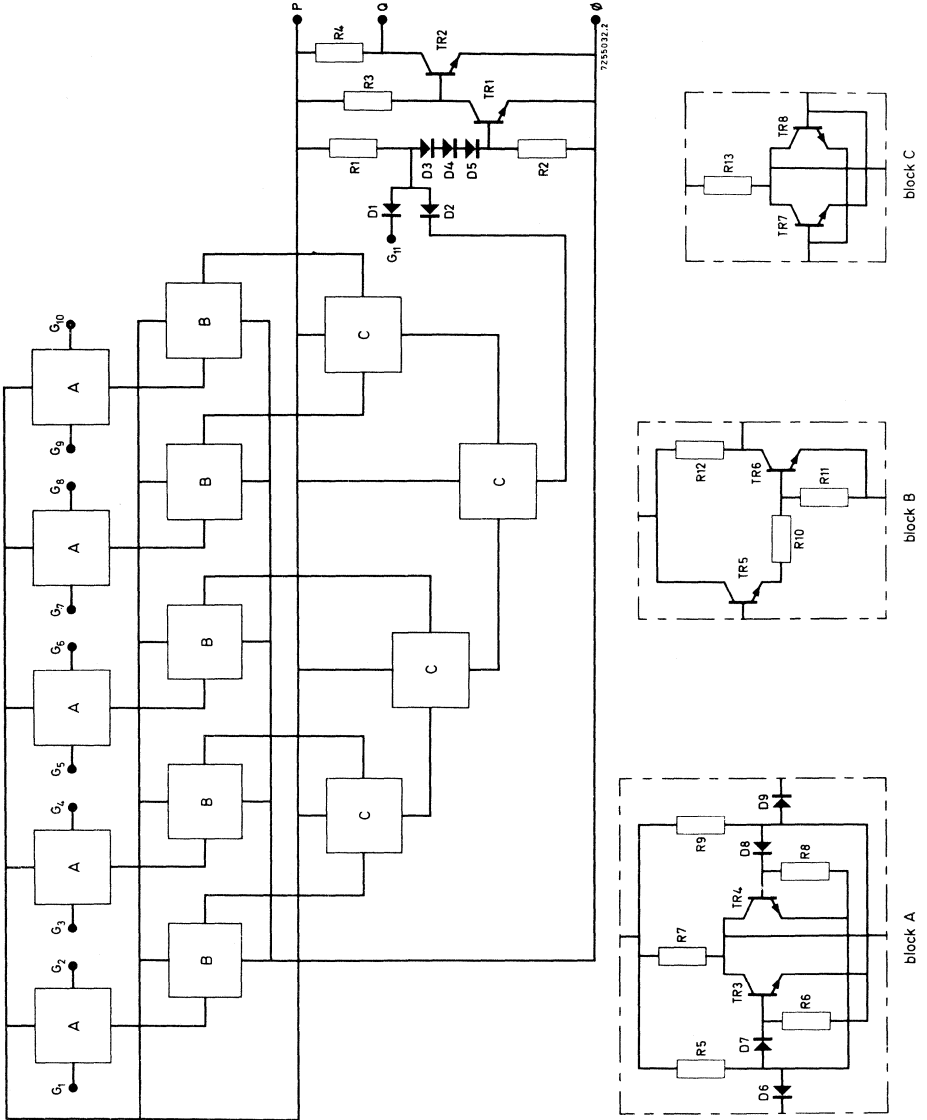 G1
A
G2
G3
A
G4
G5
A
G6
G7
A
G8
G9
A
G10
B
B
B
B
B
C
C
C
C
G11
D1
D2
R1
D3
D4
D5
R2
R3
TR1
R4
TR2
P
Q
Ø
7Z55032.2
R5
D7
D6
R6
TR3
R7
TR4
R8
D8
R9
D9
block A
TR5
R10
R11
TR6
R12
block B
TR7
R13
TR8
block C